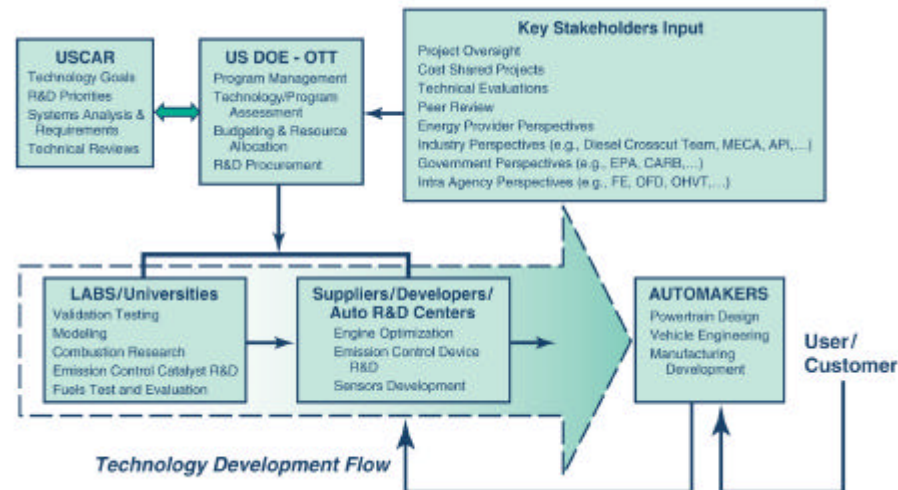 USCAR
Technology Goals
R&D Priorities
Systems Analysis &
Requirements
Technical Reviews
US DOE - OTT
Program Management
Technology/Program
Assessment
Budgeting & Resource
Allocation
R&D Procurement
Key Stakeholders Input
Project Oversight
Cost Shared Projects
Technical Evaluations
Peer Review
Energy Provider Perspectives
Industry Perspectives (e.g., Diesel Crosscut Team, MECA, API,...)
Government Perspectives (e.g., EPA, CARB,...)
Intra Agency Perspectives (e.g., FE, OFD, OHVT,...)
LABS/Universities
Validation Testing
Modeling
Combustion Research
Emission Control Catalyst R&D
Fuels Test and Evaluation
Suppliers/Developers/
Auto R&D Centers
Engine Optimization
Emission Control Device
R&D
Sensors Development
AUTOMAKERS
Powertrain Design
Vehicle Engineering
Manufacturing
Development
User/
Customer
Technology Development Flow